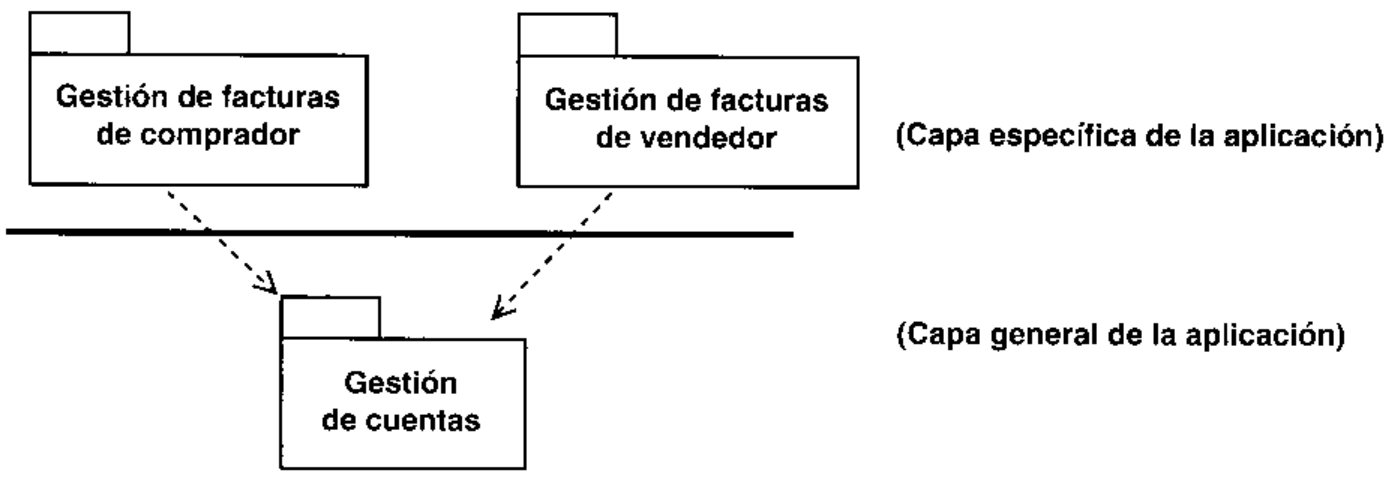 Gestión de facturas
de comprador
Gestión de facturas
de vendedor
(Capa específica de la aplicación)
(Capa general de la aplicación)
Gestión
de cuentas